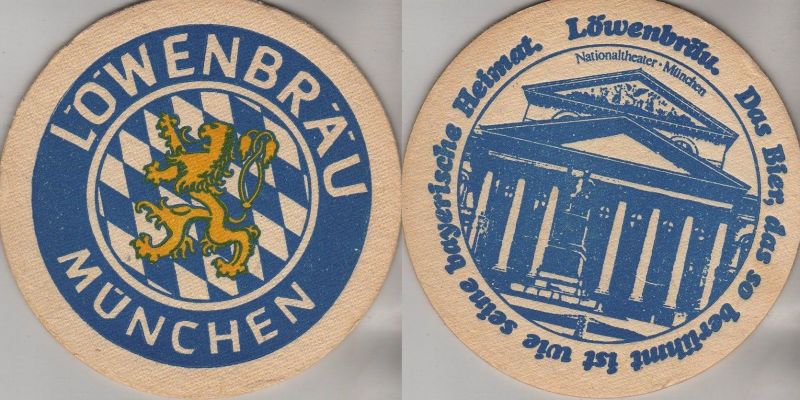 LÖWENBRÄU
MÜNCHEN
Löwenbräu. Das Bier, das so berühmt ist wie seine bayerische Heimat.
Nationaltheater · München